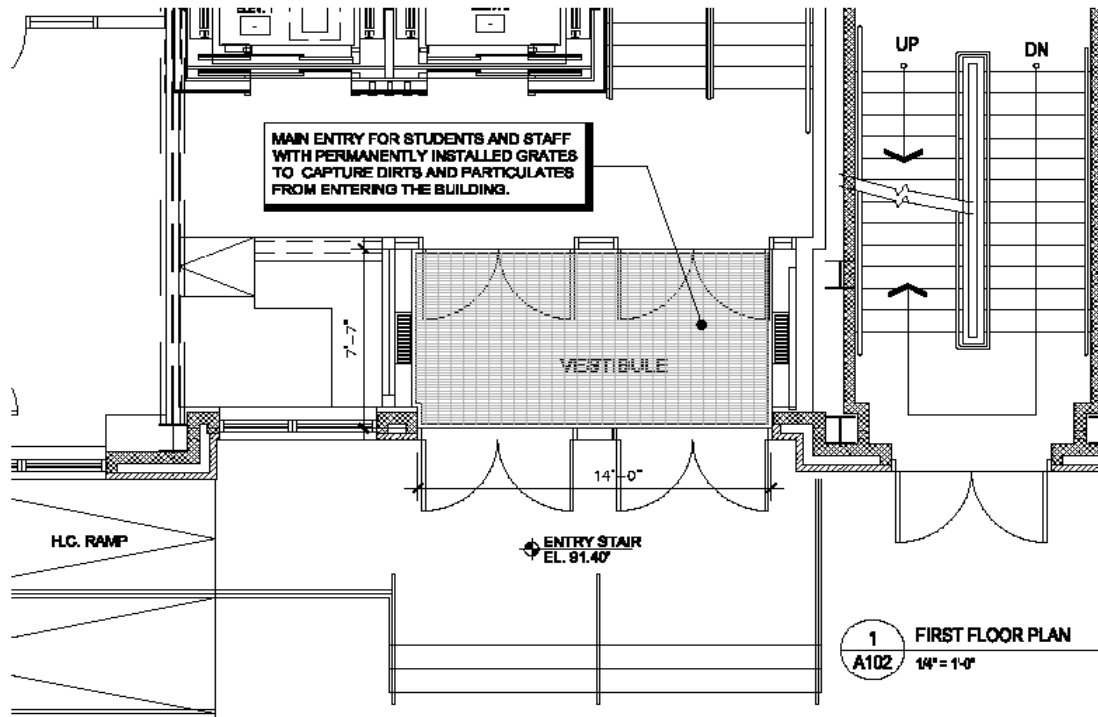 UP
DN
MAIN ENTRY FOR STUDENTS AND STAFF
WITH PERMANENTLY INSTALLED GRATES
TO CAPTURE DIRTS AND PARTICULATES
FROM ENTERING THE BUILDING.
7'-7"
VESTIBULE
14'-0"
H.C. RAMP
ENTRY STAIR
EL. 91.40'
1
A102
FIRST FLOOR PLAN
1/4" = 1'-0"